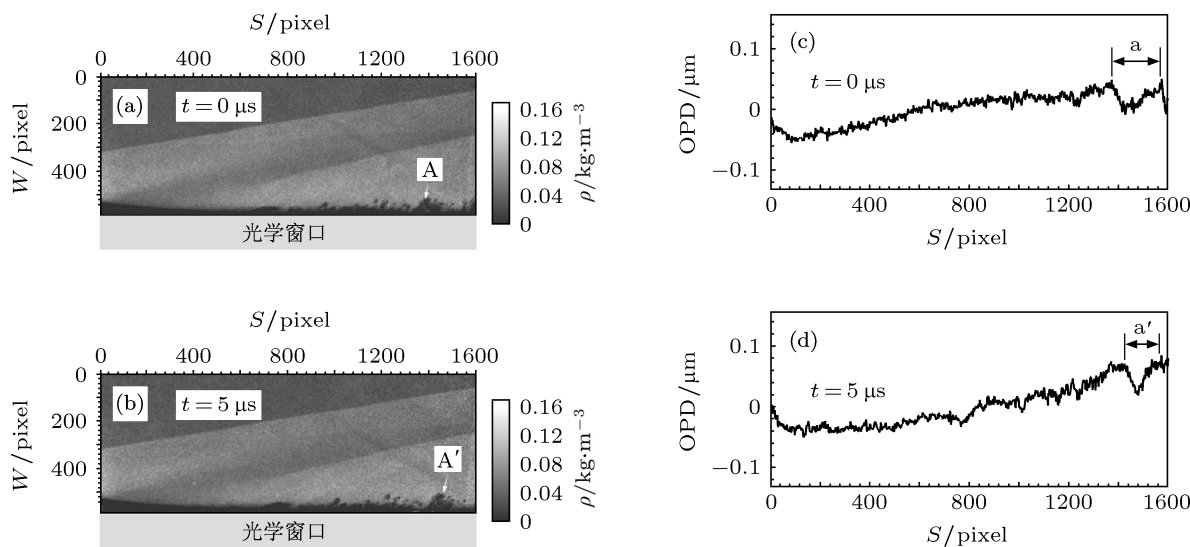 S/pixel
0 400 800 1200 1600
0
200
400
W/pixel
(a) t = 0 μs
A
光学窗口
0.16
0.12
0.08
0.04
0
ρ/kg·m⁻³
(c)
t = 0 μs
a
0.1
0
−0.1
OPD/μm
0 400 800 1200 1600
S/pixel
S/pixel
0 400 800 1200 1600
0
200
400
W/pixel
(b) t = 5 μs
A′
光学窗口
0.16
0.12
0.08
0.04
0
ρ/kg·m⁻³
(d)
t = 5 μs
a′
0.1
0
−0.1
OPD/μm
0 400 800 1200 1600
S/pixel